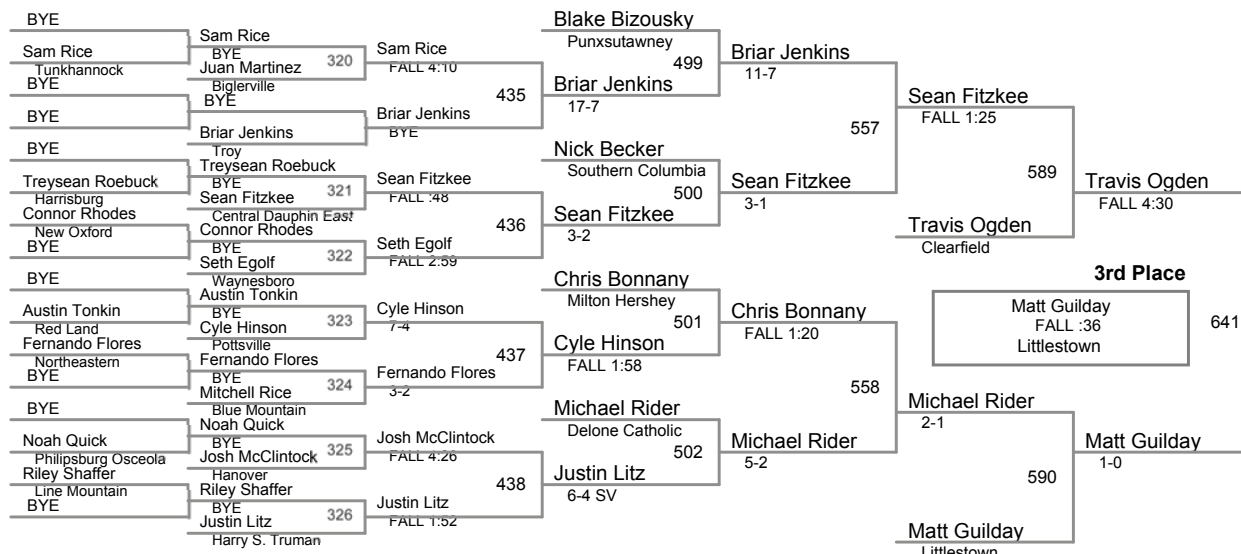 BYE
Sam Rice
Tunkhannock
BYE
BYE
BYE
Treysean Roebuck
Harrisburg
Connor Rhodes
New Oxford
BYE
BYE
Austin Tonkin
Red Land
Fernando Flores
Northeastern
BYE
BYE
Noah Quick
Philipsburg Osceola
Riley Shaffer
Line Mountain
BYE
Sam Rice
BYE
320
Juan Martinez
Biglerville
BYE
Briar Jenkins
Troy
Treysean Roebuck
BYE
321
Sean Fitzkee
Central Dauphin East
Connor Rhodes
BYE
322
Seth Egolf
Waynesboro
Austin Tonkin
BYE
323
Cyle Hinson
Pottsville
Fernando Flores
BYE
324
Mitchell Rice
Blue Mountain
Noah Quick
BYE
325
Josh McClintock
Hanover
Riley Shaffer
BYE
326
Justin Litz
Harry S. Truman
Sam Rice
FALL 4:10
435
Briar Jenkins
BYE
Sean Fitzkee
FALL :48
436
Seth Egolf
FALL 2:59
Cyle Hinson
7-4
437
Fernando Flores
3-2
Josh McClintock
FALL 4:26
438
Justin Litz
FALL 1:52
Blake Bizousky
Punxsutawney
499
Briar Jenkins
17-7
Nick Becker
Southern Columbia
500
Sean Fitzkee
3-2
Chris Bonnany
Milton Hershey
501
Cyle Hinson
FALL 1:58
Michael Rider
Delone Catholic
502
Justin Litz
6-4 SV
Briar Jenkins
11-7
557
Sean Fitzkee
3-1
Chris Bonnany
FALL 1:20
558
Michael Rider
5-2
Sean Fitzkee
FALL 1:25
589
Travis Ogden
Clearfield
Michael Rider
2-1
590
Matt Guilday
Littlestown
Travis Ogden
FALL 4:30
3rd Place
Matt Guilday
FALL :36
Littlestown
641
Matt Guilday
1-0